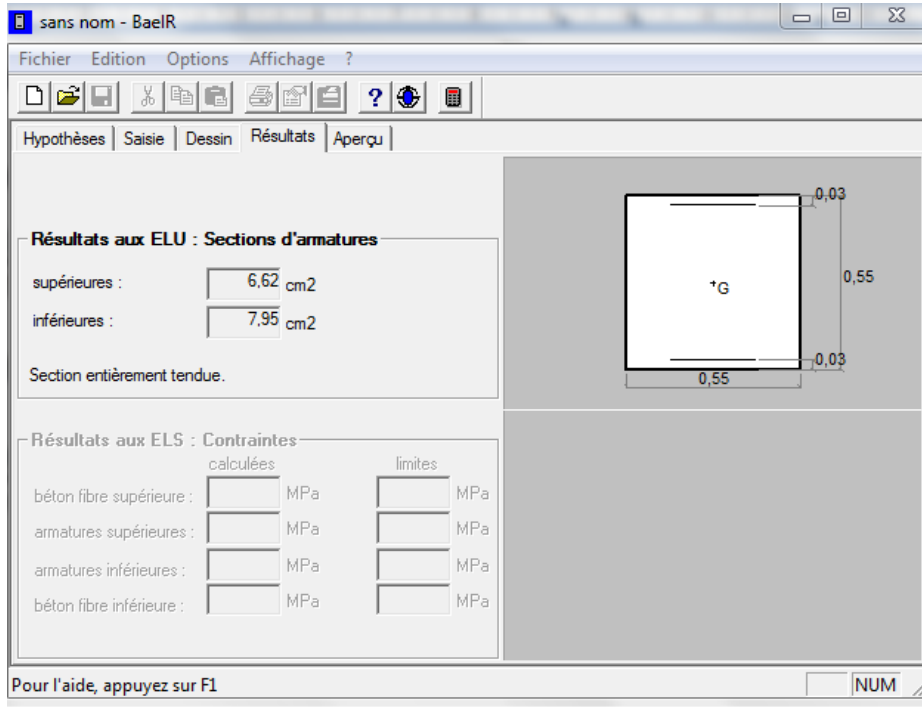 sans nom - BaelR
Fichier Edition Options Affichage ?
Hypothèses Saisie Dessin Résultats Aperçu
Résultats aux ELU : Sections d'armatures
supérieures : 6,62 cm2
inférieures : 7,95 cm2
Section entièrement tendue.
0,03
G
0,55
0,03
0,55
Résultats aux ELS : Contraintes
calculées limites
béton fibre supérieure : MPa MPa
armatures supérieures : MPa MPa
armatures inférieures : MPa MPa
béton fibre inférieure : MPa MPa
Pour l'aide, appuyez sur F1
NUM